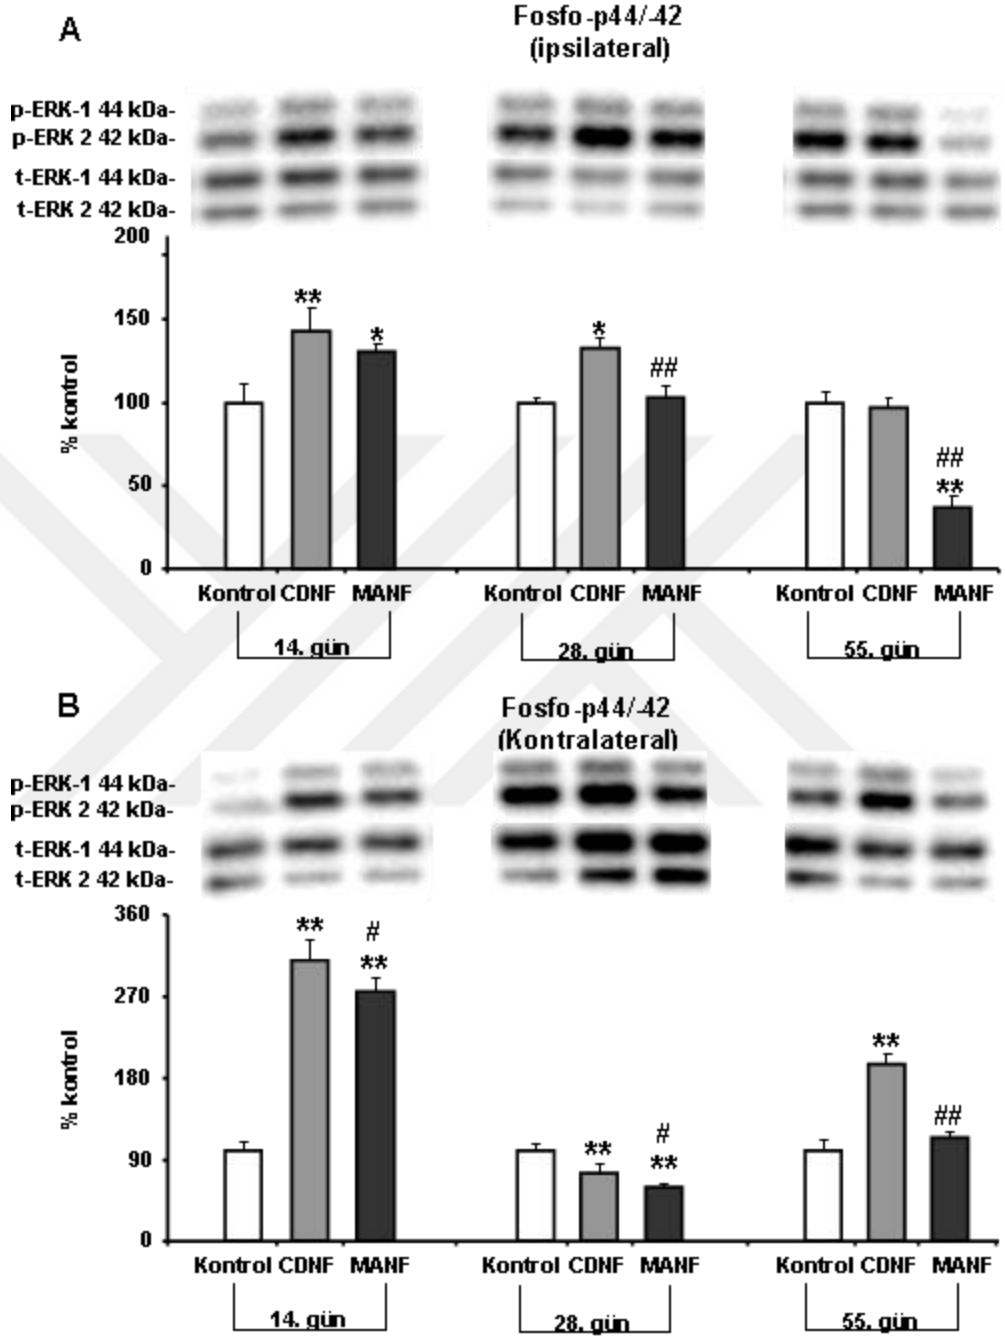 A
Fosfo-p44/-42
(ipsilateral)
p-ERK-1 44 kDa-
p-ERK 2 42 kDa-
t-ERK-1 44 kDa-
t-ERK 2 42 kDa-
200
150
100
50
0
% kontrol
**
*
*
##
##
**
Kontrol CDNF MANF
Kontrol CDNF MANF
Kontrol CDNF MANF
14. gün
28. gün
55. gün
B
Fosfo-p44/-42
(Kontralateral)
p-ERK-1 44 kDa-
p-ERK 2 42 kDa-
t-ERK-1 44 kDa-
t-ERK 2 42 kDa-
360
270
180
90
0
% kontrol
**
#
**
**
#
**
**
##
Kontrol CDNF MANF
Kontrol CDNF MANF
Kontrol CDNF MANF
14. gün
28. gün
55. gün